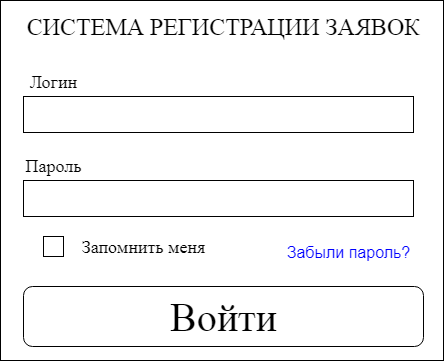 СИСТЕМА РЕГИСТРАЦИИ ЗАЯВОК
Логин
Пароль
Запомнить меня
Забыли пароль?
Войти